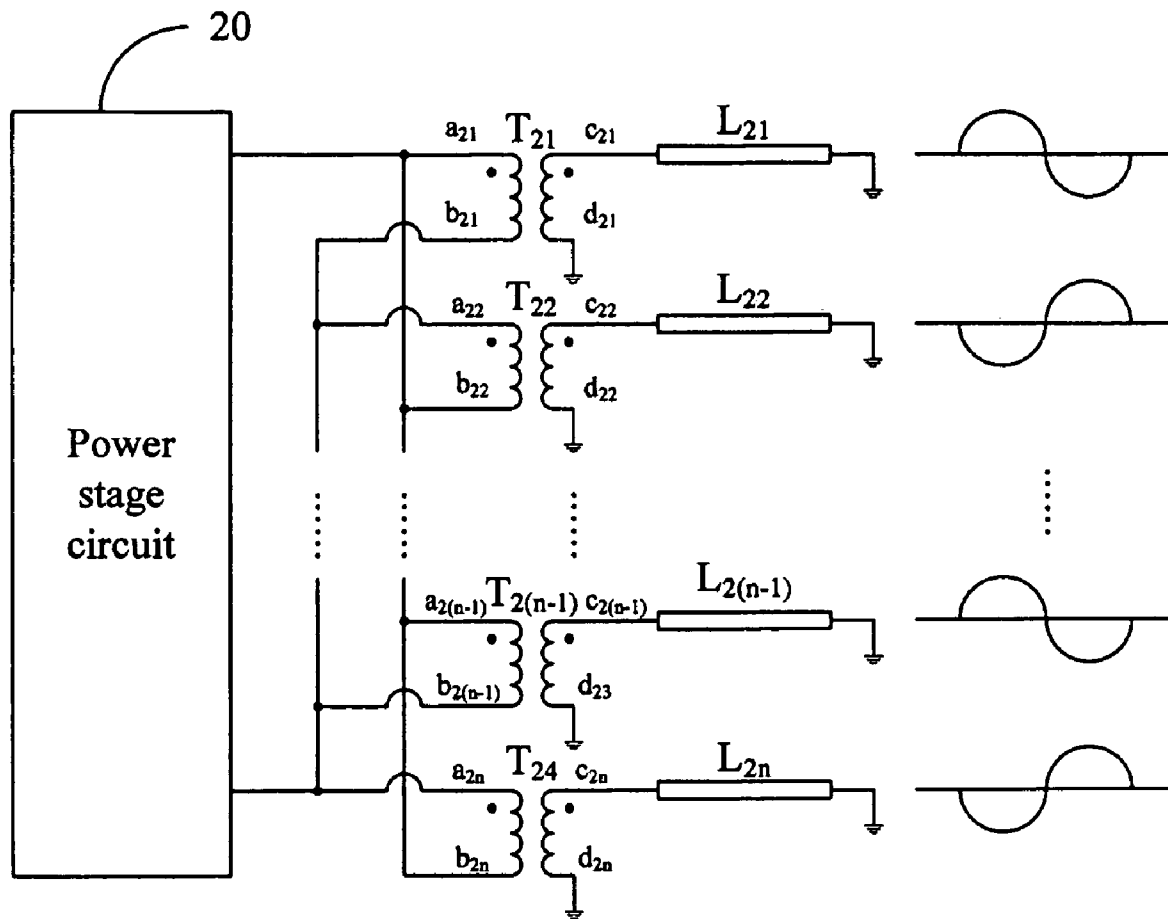 20
Power
stage
circuit
a₂₁ T₂₁ c₂₁ L₂₁
b₂₁ d₂₁
a₂₂ T₂₂ c₂₂ L₂₂
b₂₂ d₂₂
a₂₍ₙ₋₁₎ T₂₍ₙ₋₁₎ c₂₍ₙ₋₁₎ L₂₍ₙ₋₁₎
b₂₍ₙ₋₁₎ d₂₃
a₂ₙ T₂₄ c₂ₙ L₂ₙ
b₂ₙ d₂ₙ